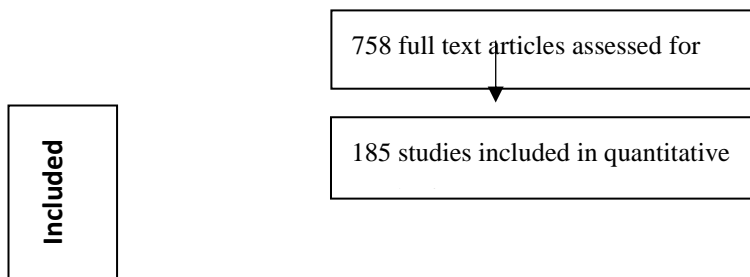 758 full text articles assessed for
185 studies included in quantitative
Included